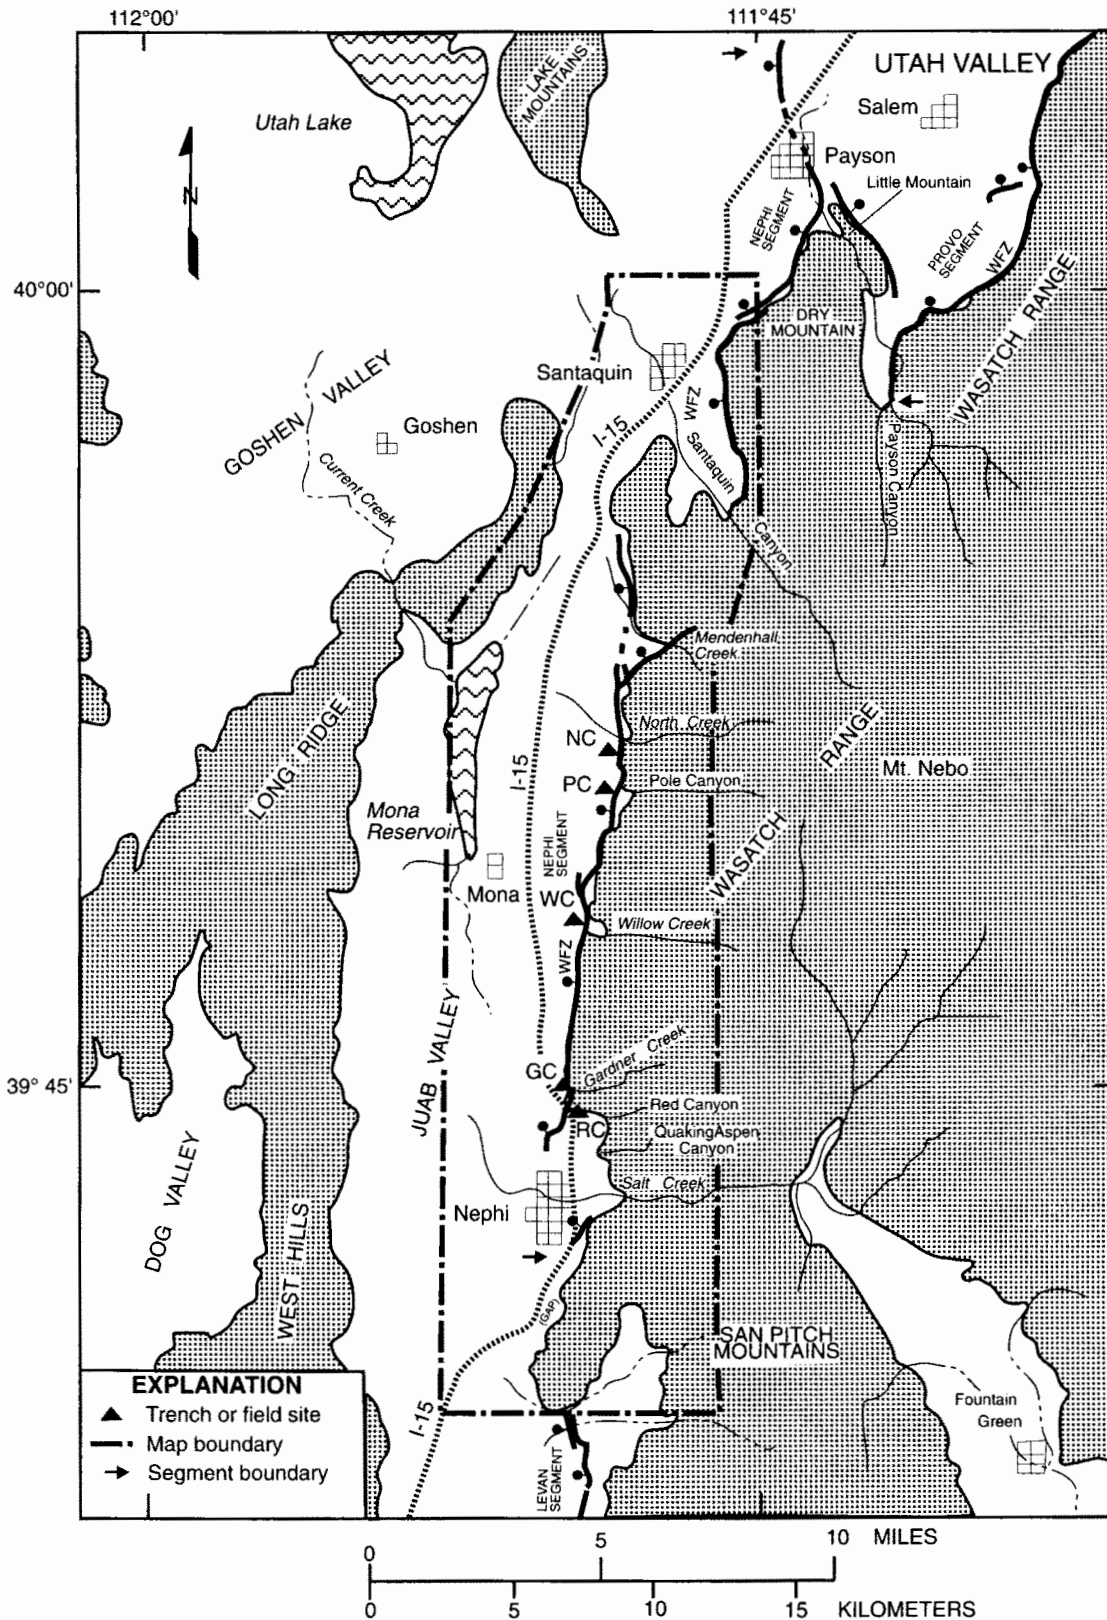 112°00'
111°45'
UTAH VALLEY
LAKE
MOUNTAINS
Utah Lake
Salem
Payson
Little Mountain
N
NEPHI
SEGMENT
PROVO
SEGMENT
WFZ
40°00'
WASATCH RANGE
DRY
MOUNTAIN
Santaquin
WFZ
GOSHEN VALLEY
Goshen
I-15
Santaquin
Canyon
Payson Canyon
Current Creek
Mendenhall
Creek
LONG RIDGE
North Creek
NC
RANGE
Mt. Nebo
I-15
PC
Pole Canyon
Mona
Reservoir
NEPHI
SEGMENT
WASATCH
Mona
WC
Willow Creek
WFZ
JUAB VALLEY
GC
Gardner Creek
39° 45'
Red Canyon
RC
QuakingAspen
Canyon
DOG VALLEY
Salt Creek
Nephi
WEST HILLS
(GAP)
SAN PITCH
MOUNTAINS
EXPLANATION
Trench or field site
Map boundary
Segment boundary
I-15
Fountain
Green
LEVAN
SEGMENT
0 5 10 MILES
0 5 10 15 KILOMETERS